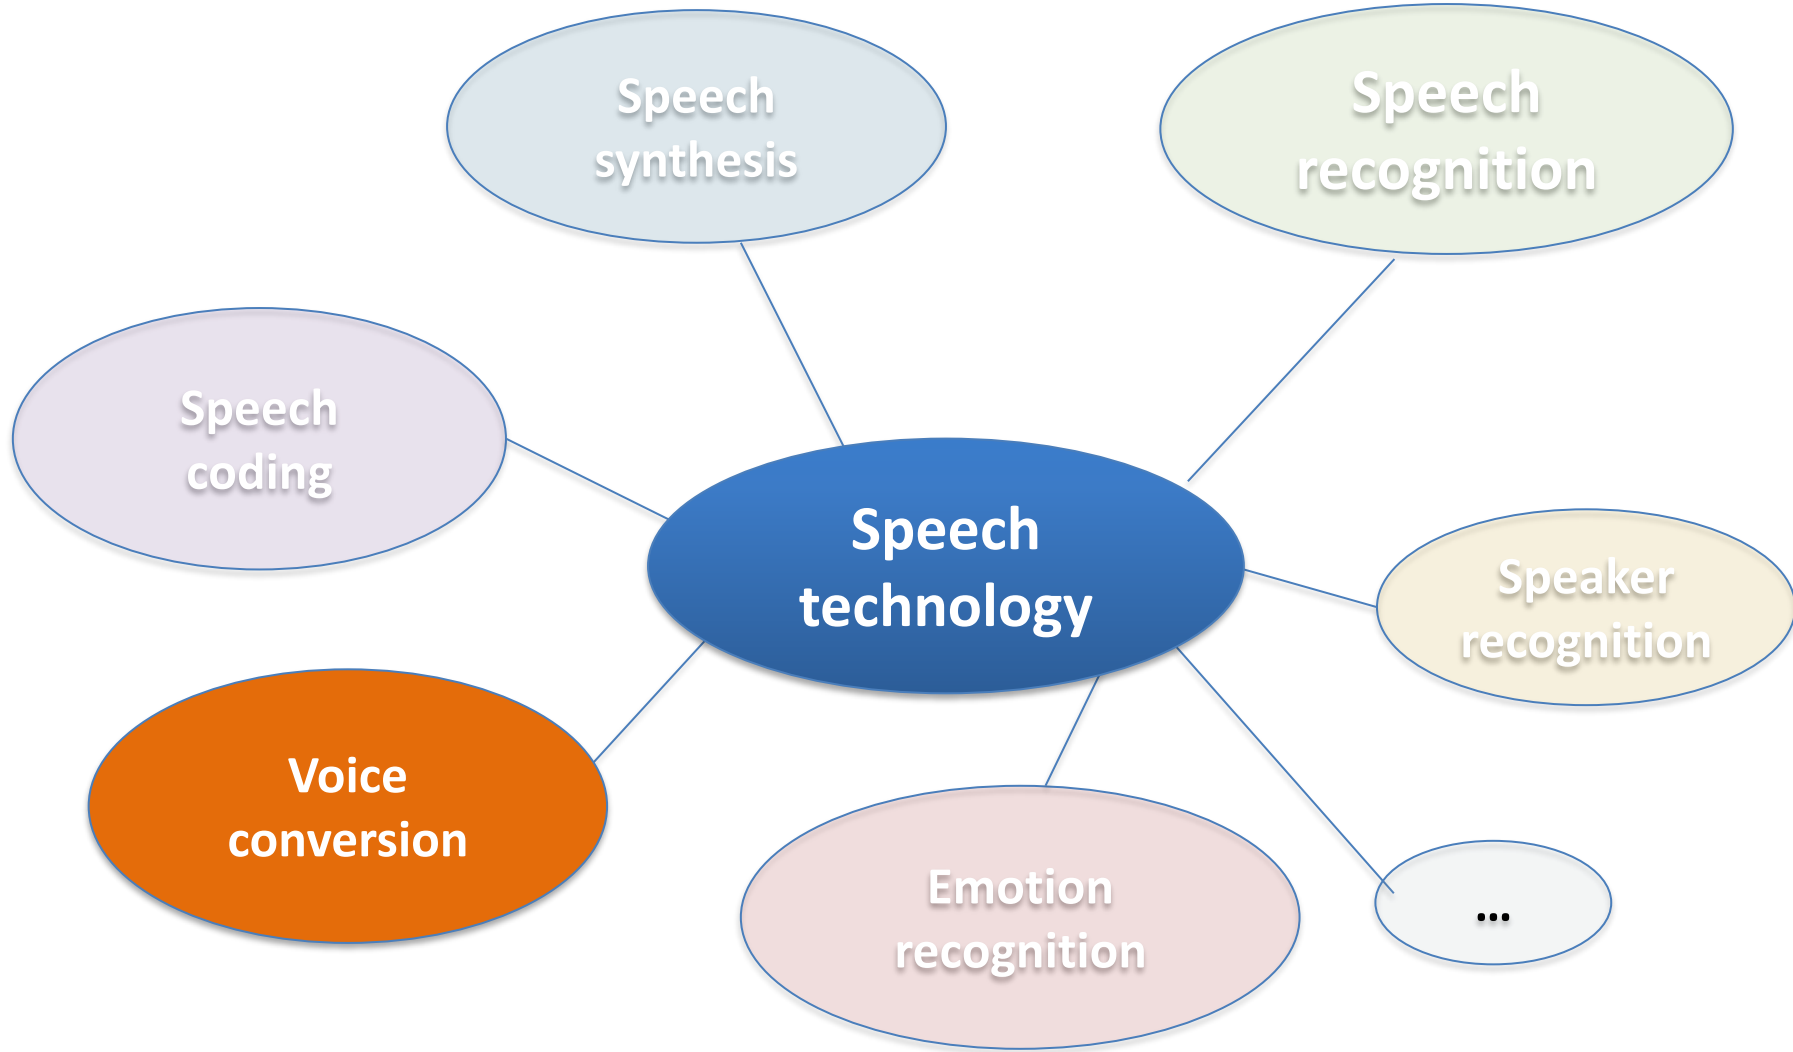 Speech
synthesis
Speech
recognition
Speech
coding
Speech
technology
Speaker
recognition
Voice
conversion
Emotion
recognition
...